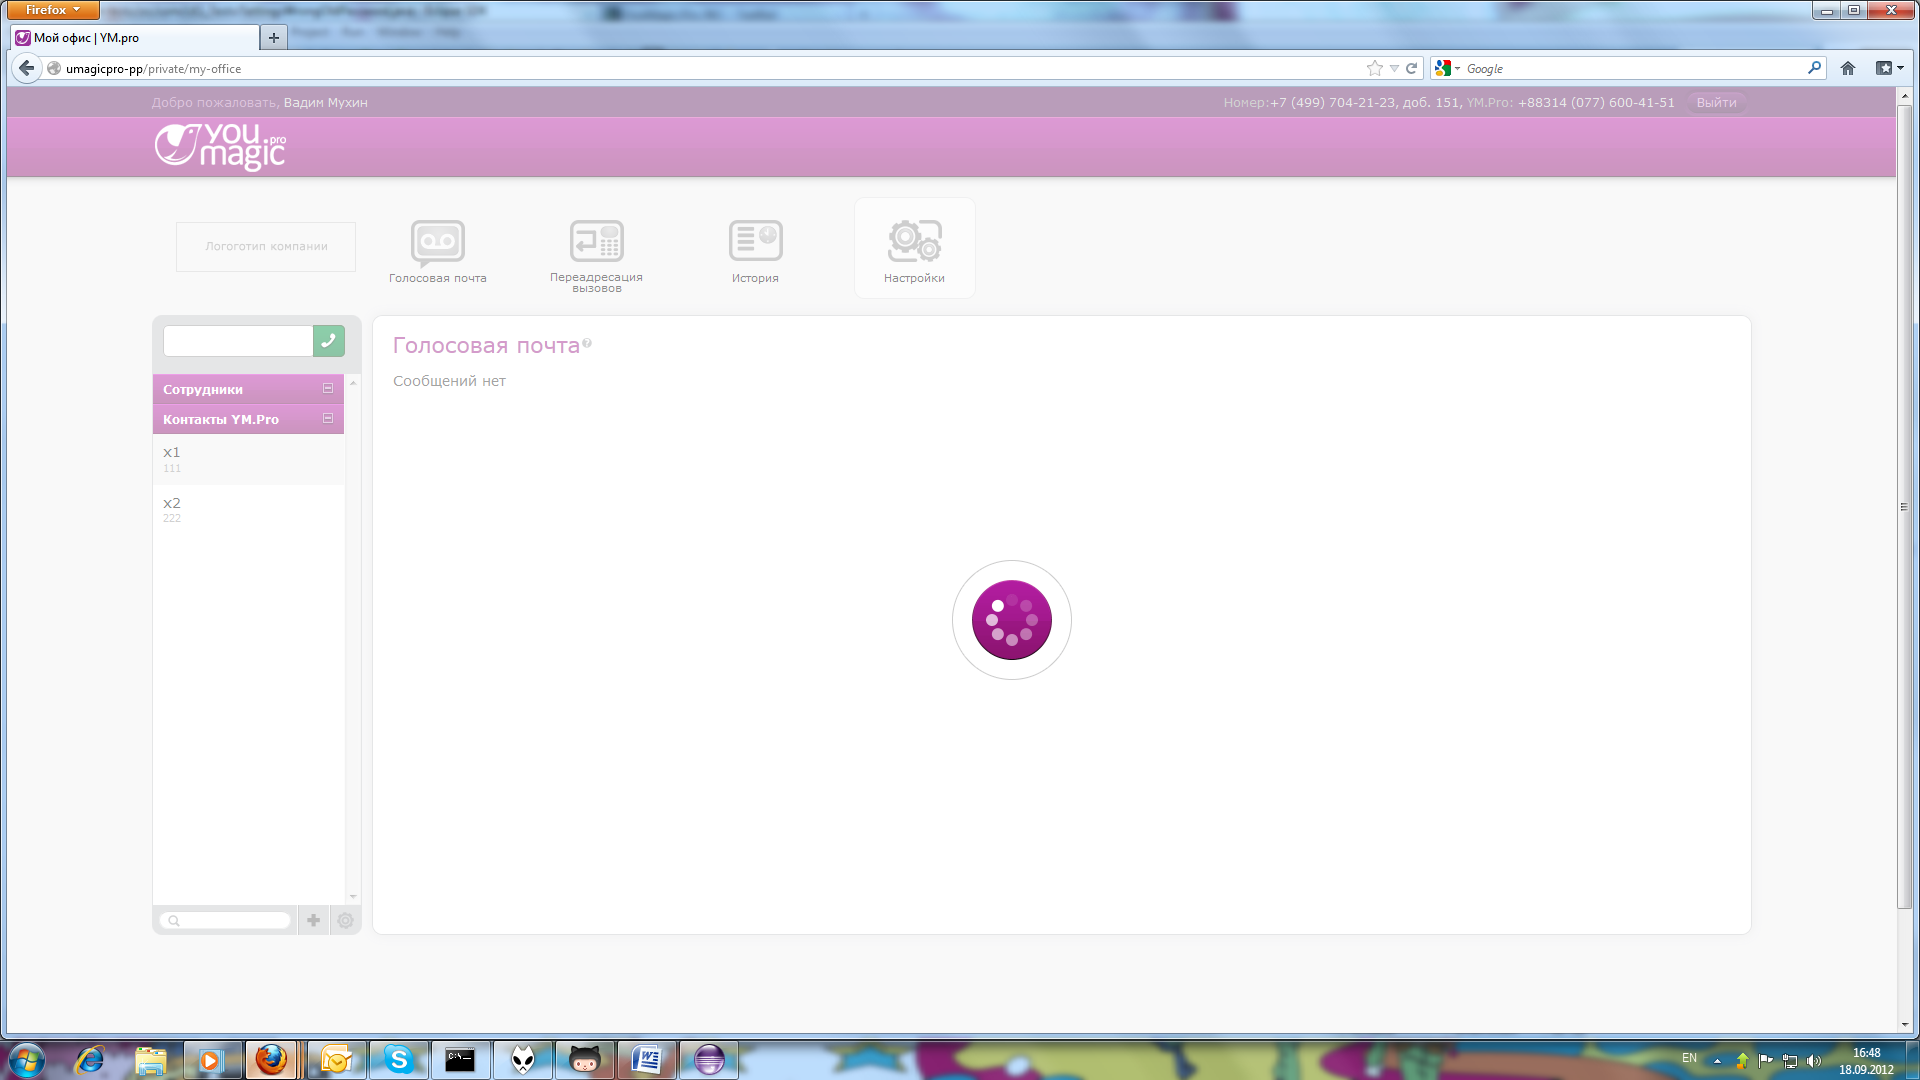 Firefox
Мой офис | YM.pro
umagicpro-pp/private/my-office
Google
Добро пожаловать, Вадим Мухин
Номер:+7 (499) 704-21-23, доб. 151, YM.Pro: +88314 (077) 600-41-51
Выйти
you pro
magic
Логоготип компании
Голосовая почта
Переадресация
вызовов
История
Настройки
Голосовая почта
Сообщений нет
Сотрудники
Контакты YM.Pro
x1
111
x2
222
EN
16:48
18.09.2012